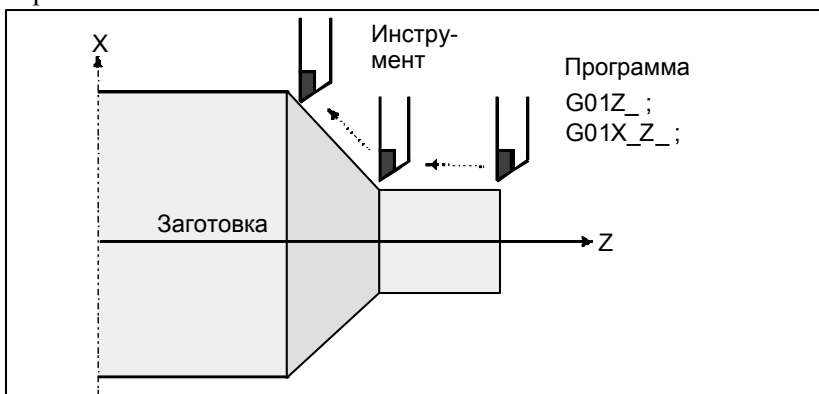 X
Инстру-
мент
Программа
G01Z_ ;
G01X_Z_ ;
Заготовка
Z